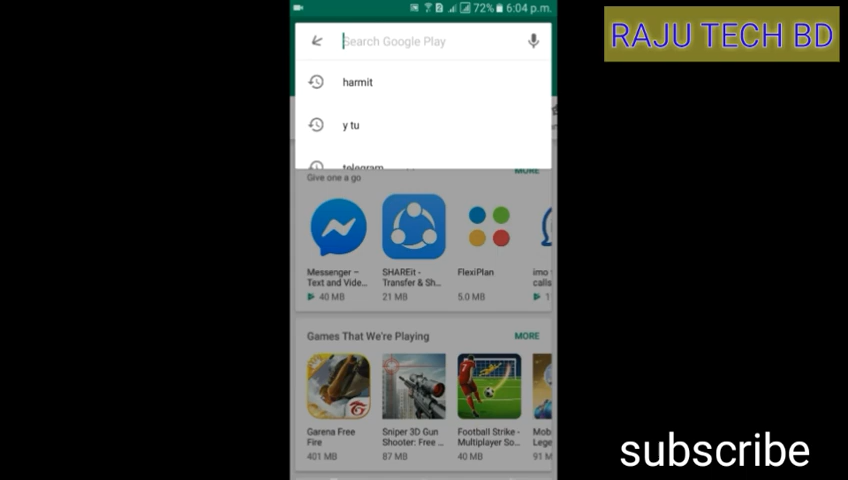 72% 6:04 p.m.
RAJU TECH BD
Search Google Play
harmit
y tu
telegram
Give one a go
MORE
Messenger – SHAREit - FlexiPlan imo
Text and Vide... Transfer & Sh... calls
40 MB 21 MB 5.0 MB
Games That We're Playing MORE
Garena Free Sniper 3D Gun Football Strike - Mob
Fire Shooter: Free ... Multiplayer So... Lege
401 MB 87 MB 40 MB 91 M
subscribe